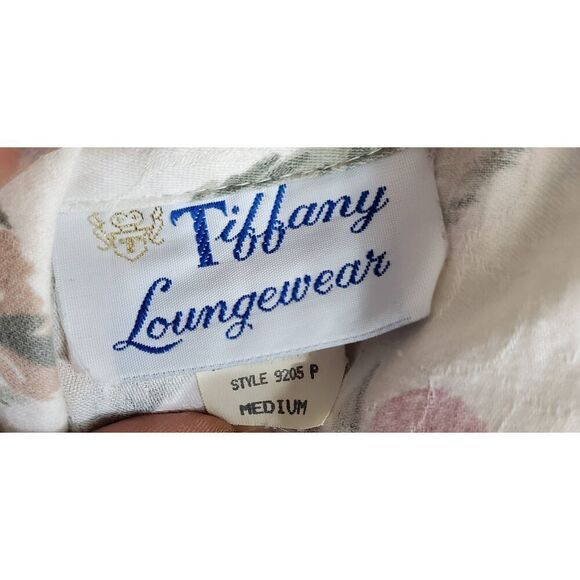 T
Tiffany
Loungewear
STYLE 9205 P
MEDIUM